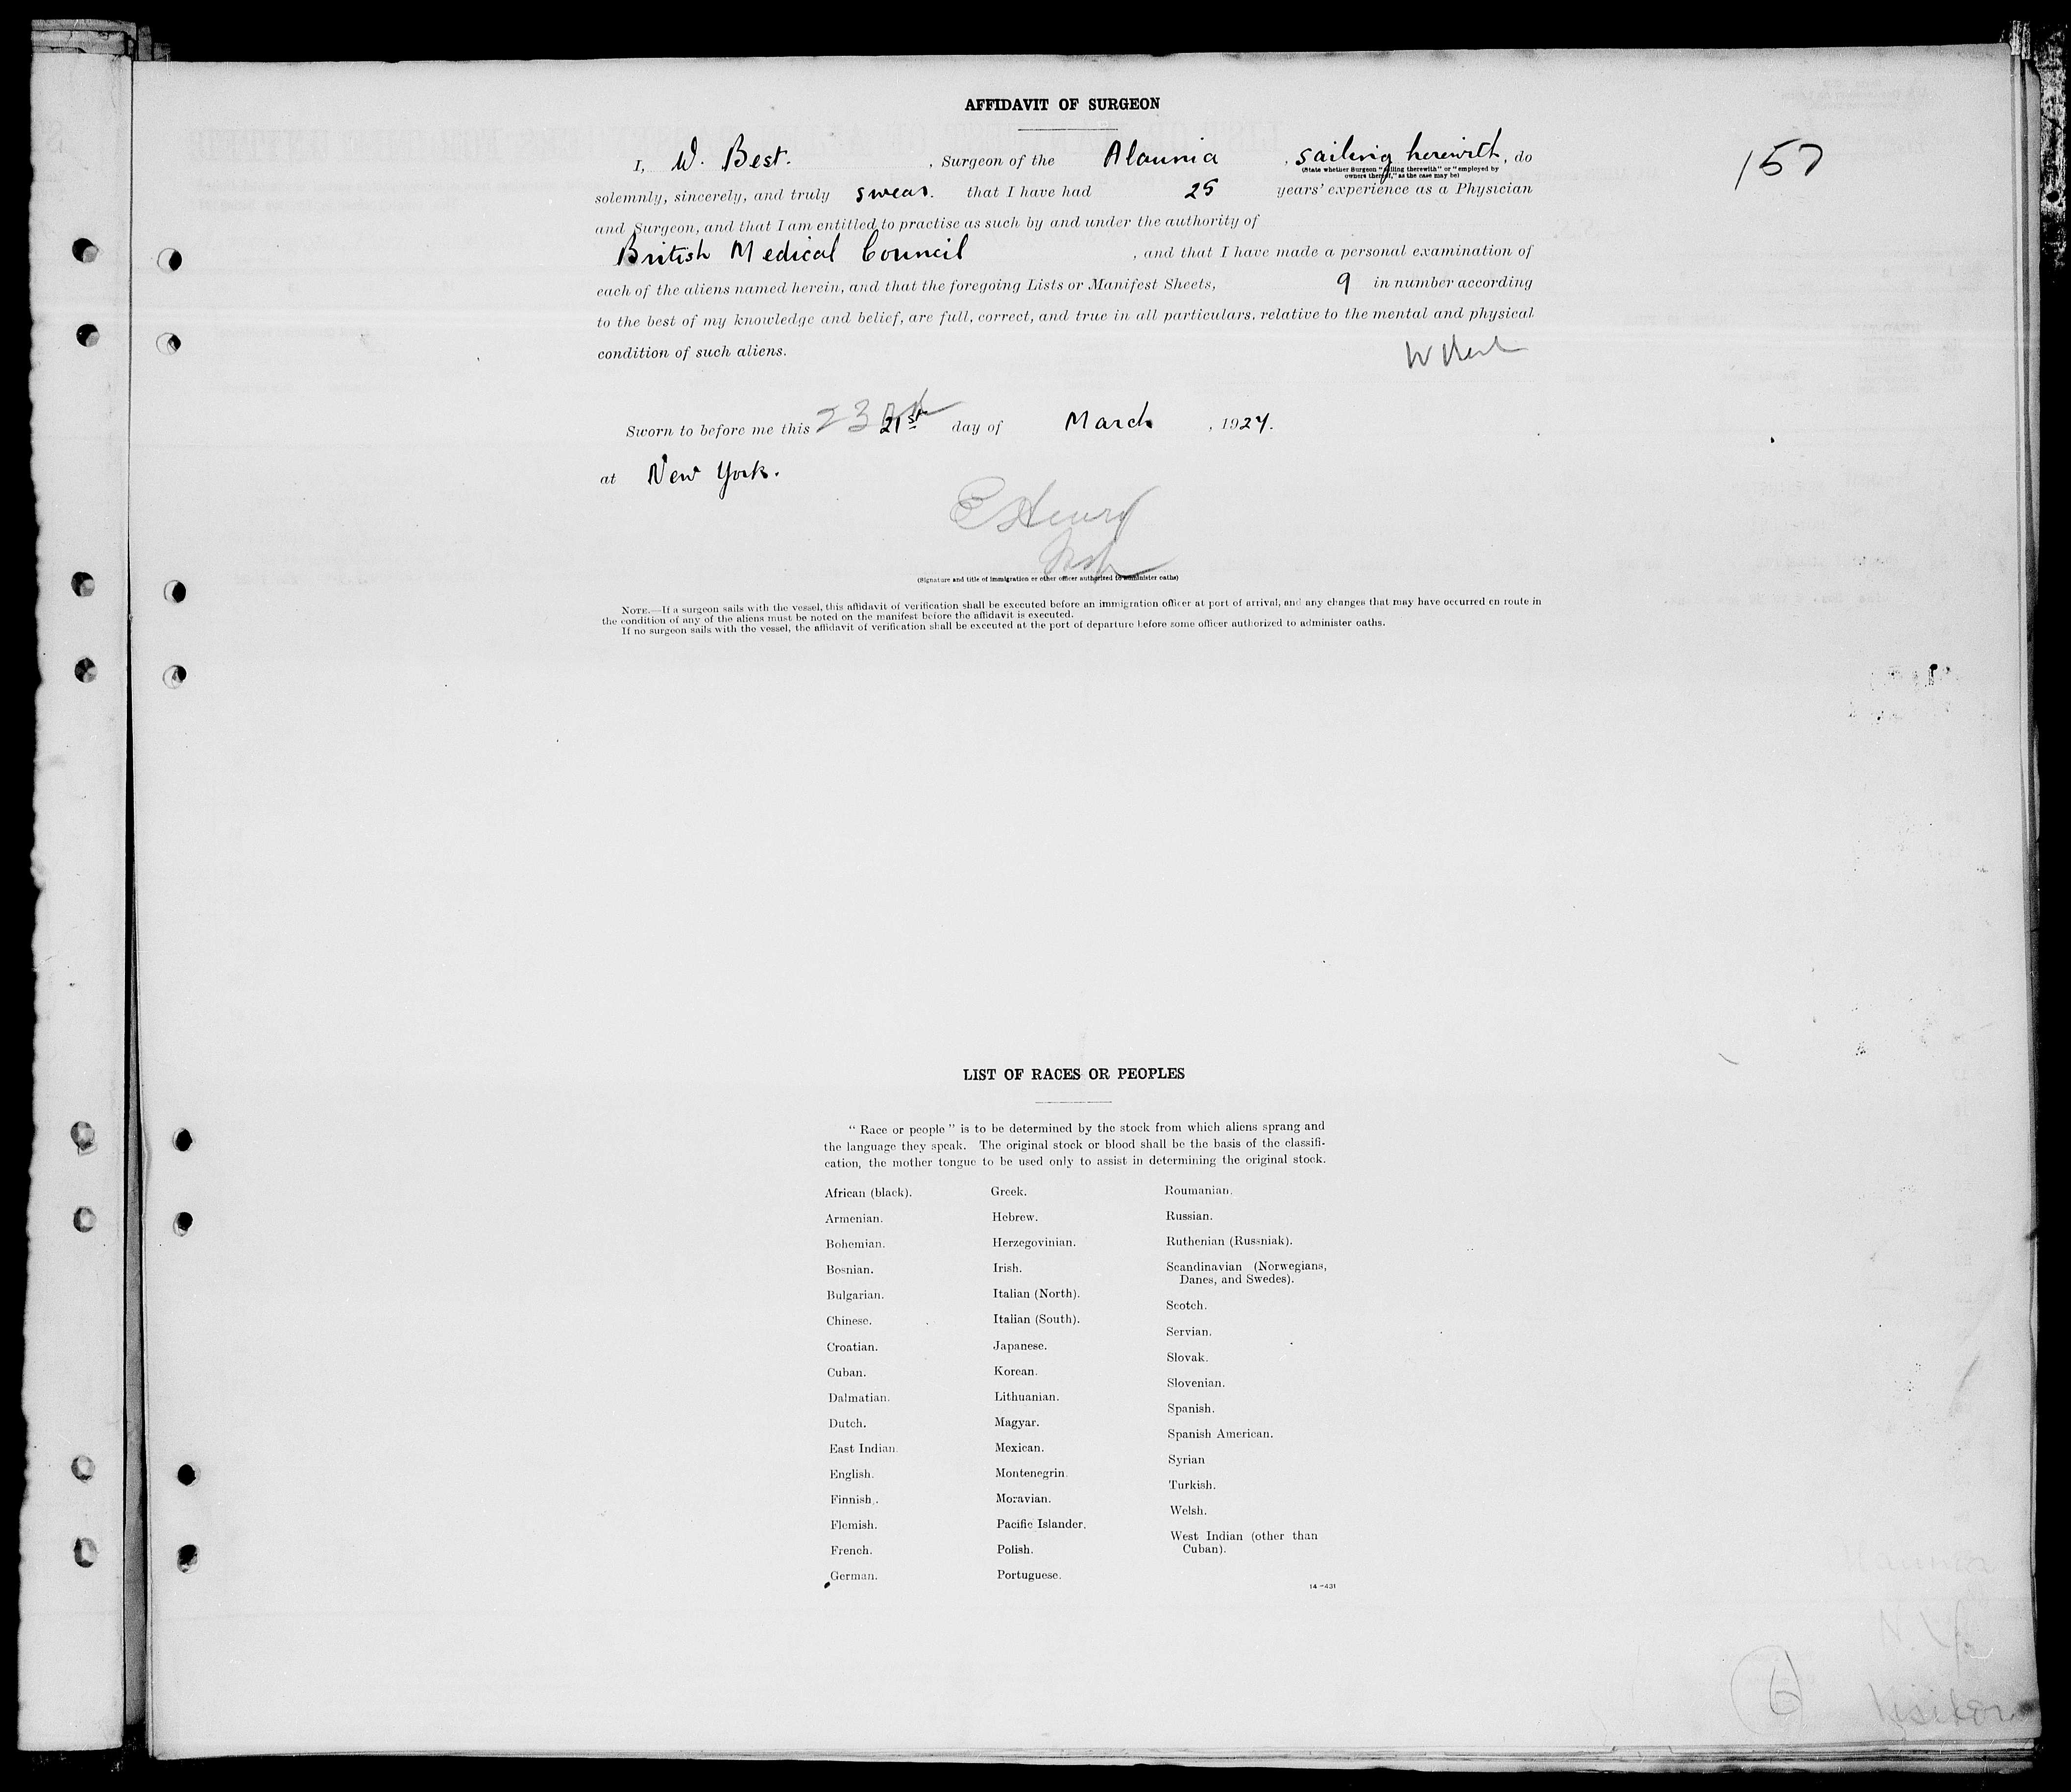 AFFIDAVIT OF SURGEON
157
I, W. Best. , Surgeon of the Alaunia , sailing herewith, do
(State whether Surgeon "sailing therewith" or "employed by
owners thereof," as the case may be)
solemnly, sincerely, and truly swear. that I have had 25 years' experience as a Physician
and Surgeon, and that I am entitled to practise as such by and under the authority of
British Medical Council , and that I have made a personal examination of
each of the aliens named herein, and that the foregoing Lists or Manifest Sheets, 9 in number according
to the best of my knowledge and belief, are full, correct, and true in all particulars, relative to the mental and physical
condition of such aliens.
W Best
Sworn to before me this 23rd 21st day of March , 1924.
at New York.
E Henry
(Signature and title of immigration or other officer authorized to administer oaths)
NOTE.—If a surgeon sails with the vessel, this affidavit of verification shall be executed before an immigration officer at port of arrival, and any changes that may have occurred en route in
the condition of any of the aliens must be noted on the manifest before the affidavit is executed.
If no surgeon sails with the vessel, the affidavit of verification shall be executed at the port of departure before some officer authorized to administer oaths.
LIST OF RACES OR PEOPLES
"Race or people" is to be determined by the stock from which aliens sprang and
the language they speak. The original stock or blood shall be the basis of the classifi-
cation, the mother tongue to be used only to assist in determining the original stock.
African (black).
Armenian.
Bohemian.
Bosnian.
Bulgarian.
Chinese.
Croatian.
Cuban.
Dalmatian.
Dutch.
East Indian.
English.
Finnish.
Flemish.
French.
German.
Greek.
Hebrew.
Herzegovinian.
Irish.
Italian (North).
Italian (South).
Japanese.
Korean.
Lithuanian.
Magyar.
Mexican.
Montenegrin.
Moravian.
Pacific Islander.
Polish.
Portuguese.
Roumanian.
Russian.
Ruthenian (Russniak).
Scandinavian (Norwegians,
Danes, and Swedes).
Scotch.
Servian.
Slovak.
Slovenian.
Spanish.
Spanish American.
Syrian
Turkish.
Welsh.
West Indian (other than
Cuban).
14—431
N. Y.
6
Visitor